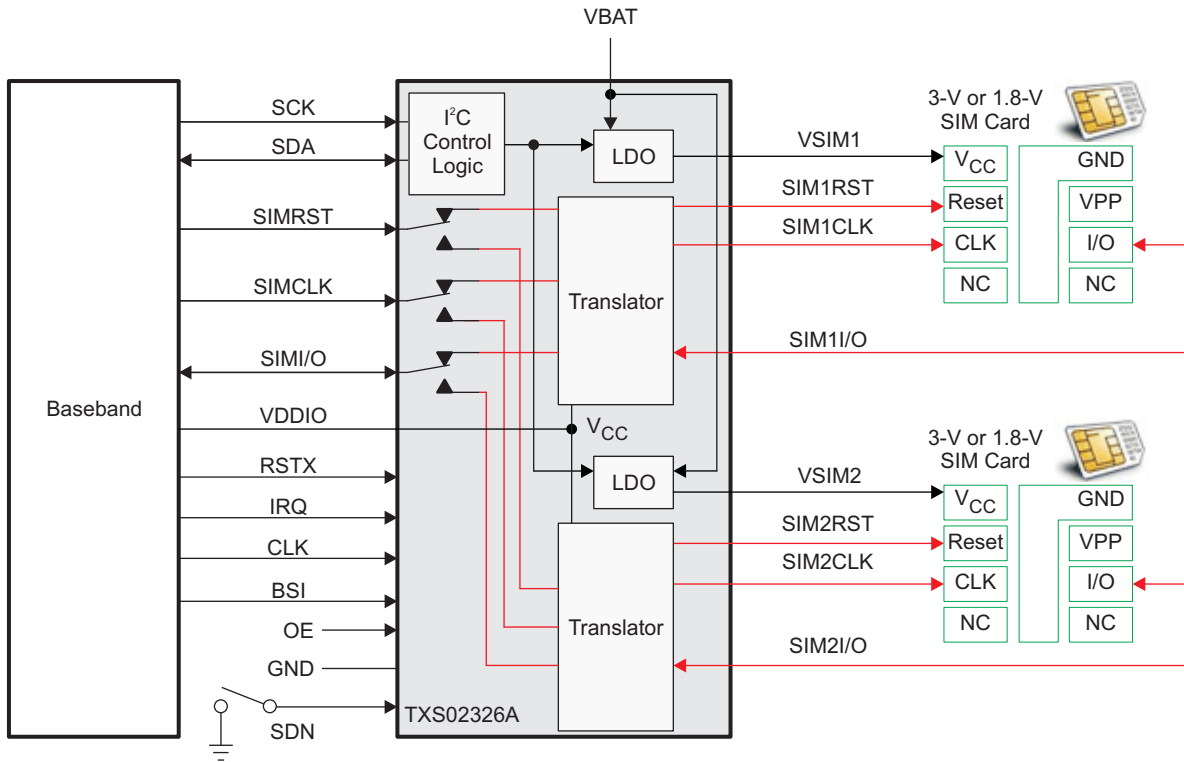 VBAT
Baseband
SCK
SDA
SIMRST
SIMCLK
SIMI/O
VDDIO
RSTX
IRQ
CLK
BSI
OE
GND
SDN
I²C
Control
Logic
LDO
Translator
VCC
LDO
Translator
TXS02326A
VSIM1
SIM1RST
SIM1CLK
SIM1I/O
VSIM2
SIM2RST
SIM2CLK
SIM2I/O
3-V or 1.8-V
SIM Card
VCC
GND
Reset
VPP
CLK
I/O
NC
NC
3-V or 1.8-V
SIM Card
VCC
GND
Reset
VPP
CLK
I/O
NC
NC